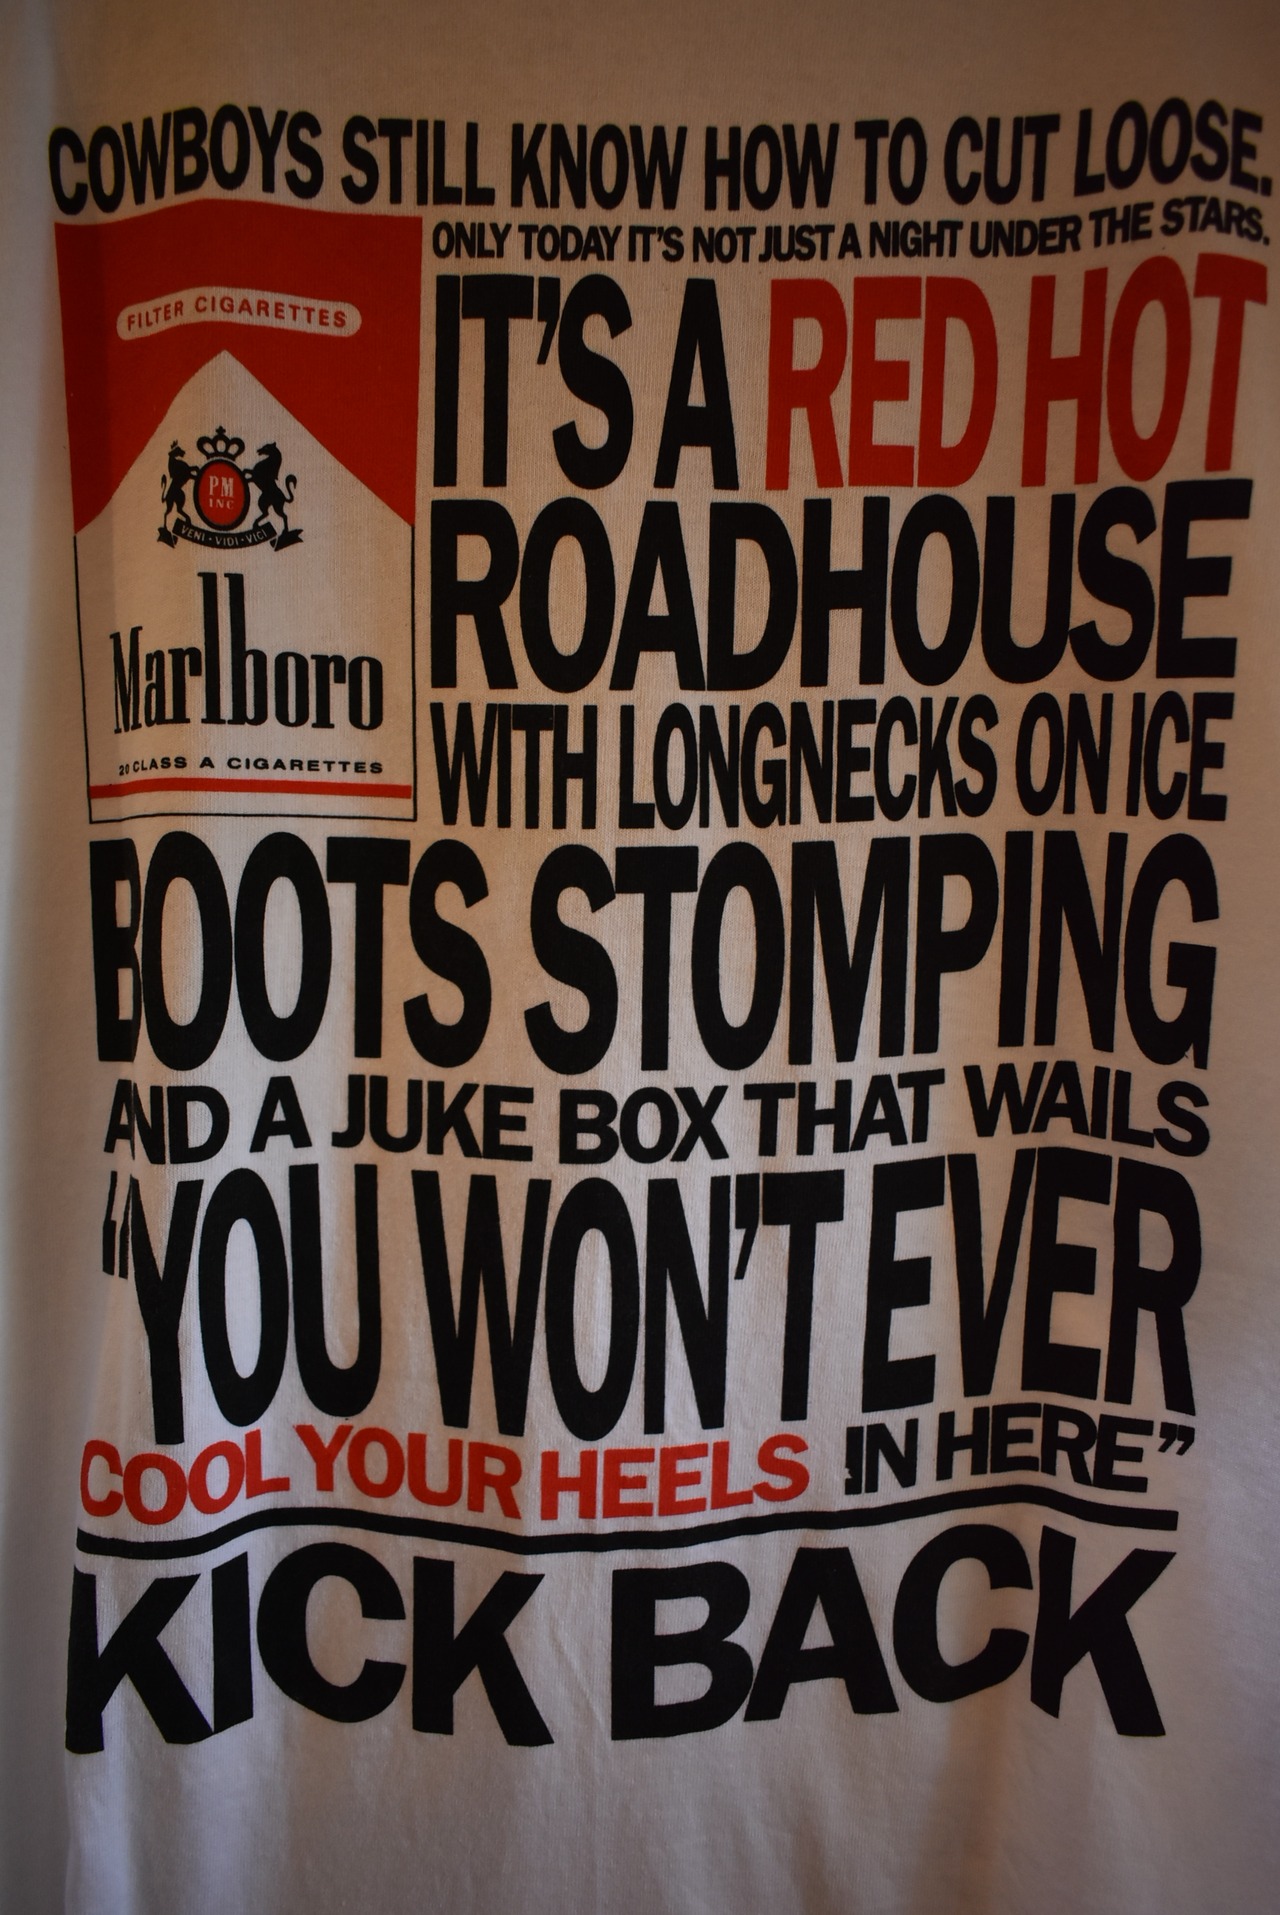 COWBOYS STILL KNOW HOW TO CUT LOOSE.
ONLY TODAY IT'S NOT JUST A NIGHT UNDER THE STARS.
IT'S A RED HOT
ROADHOUSE
WITH LONGNECKS ON ICE
FILTER CIGARETTES
PM
INC
VENI·VIDI·VICI
Marlboro
20 CLASS A CIGARETTES
BOOTS STOMPING
AND A JUKE BOX THAT WAILS
“YOU WON'T EVER
COOL YOUR HEELS IN HERE”
KICK BACK